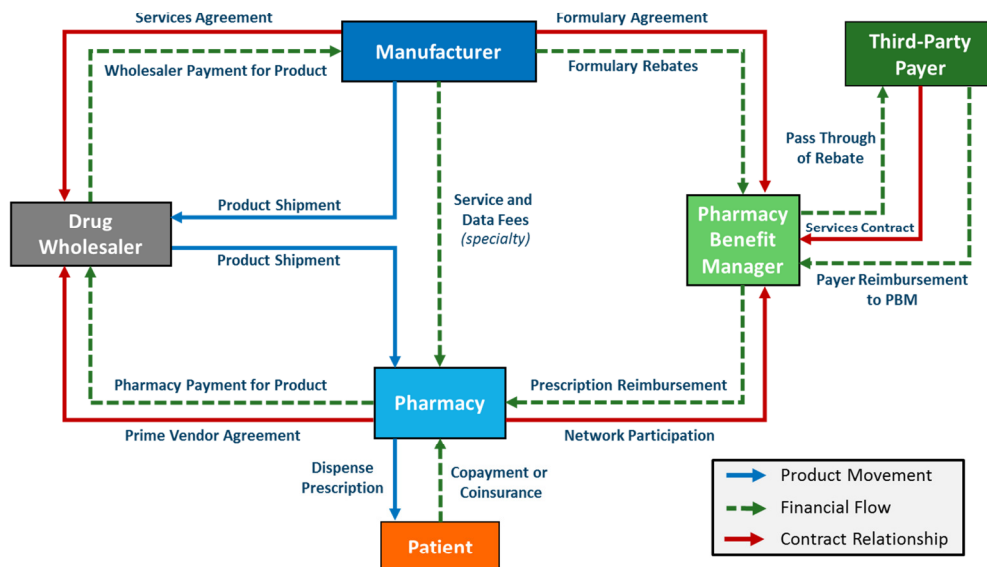 Services Agreement
Formulary Agreement
Manufacturer
Third-Party
Payer
Wholesaler Payment for Product
Formulary Rebates
Pass Through
of Rebate
Product Shipment
Service and
Data Fees
(specialty)
Drug
Wholesaler
Pharmacy
Benefit
Manager
Services Contract
Product Shipment
Payer Reimbursement
to PBM
Pharmacy Payment for Product
Pharmacy
Prescription Reimbursement
Prime Vendor Agreement
Network Participation
Dispense
Prescription
Copayment or
Coinsurance
Patient
Product Movement
Financial Flow
Contract Relationship